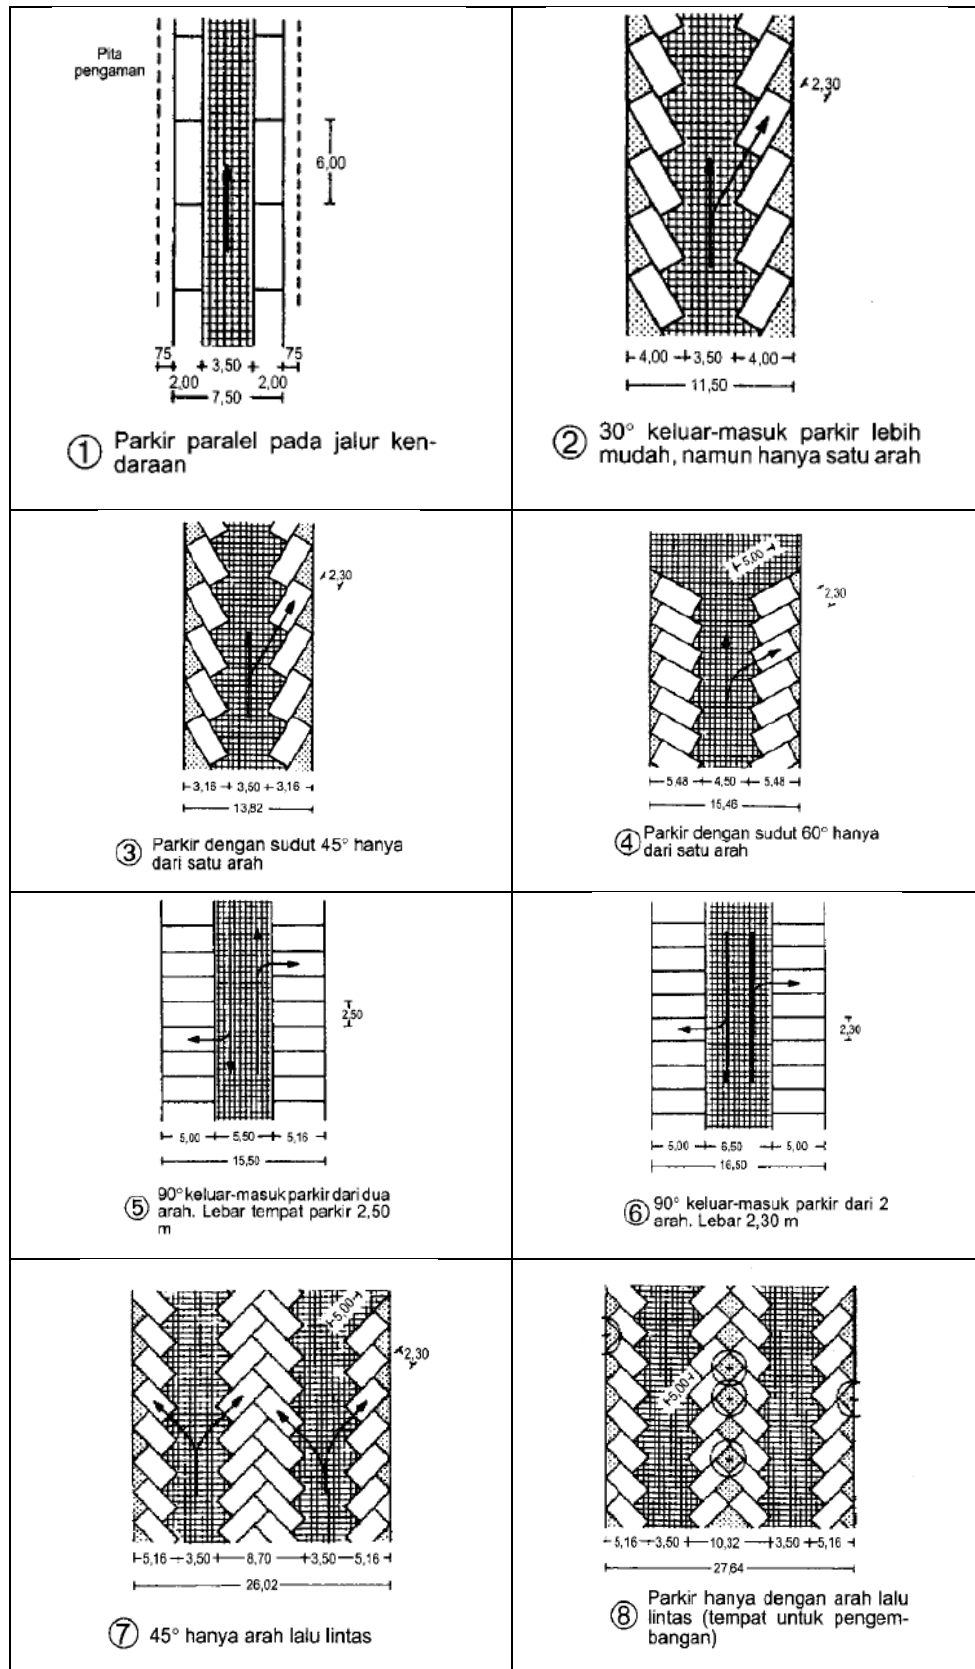 Pita
pengaman
6,00
75 3,50 75
2,00 2,00
7,50
① Parkir paralel pada jalur ken-
daraan
2,30
4,00 3,50 4,00
11,50
② 30° keluar-masuk parkir lebih
mudah, namun hanya satu arah
2,30
3,16 3,50 3,16
13,82
③ Parkir dengan sudut 45° hanya
dari satu arah
5,00
2,30
5,48 4,50 5,48
15,46
④ Parkir dengan sudut 60° hanya
dari satu arah
2,50
5,00 5,50 5,16
15,50
⑤ 90° keluar-masuk parkir dari dua
arah. Lebar tempat parkir 2,50
m
2,30
5,00 6,50 5,00
16,50
⑥ 90° keluar-masuk parkir dari 2
arah. Lebar 2,30 m
5,00
2,30
5,16 3,50 8,70 3,50 5,16
26,02
⑦ 45° hanya arah lalu lintas
5,00
5,16 3,50 10,32 3,50 5,16
27,64
⑧ Parkir hanya dengan arah lalu
lintas (tempat untuk pengem-
bangan)